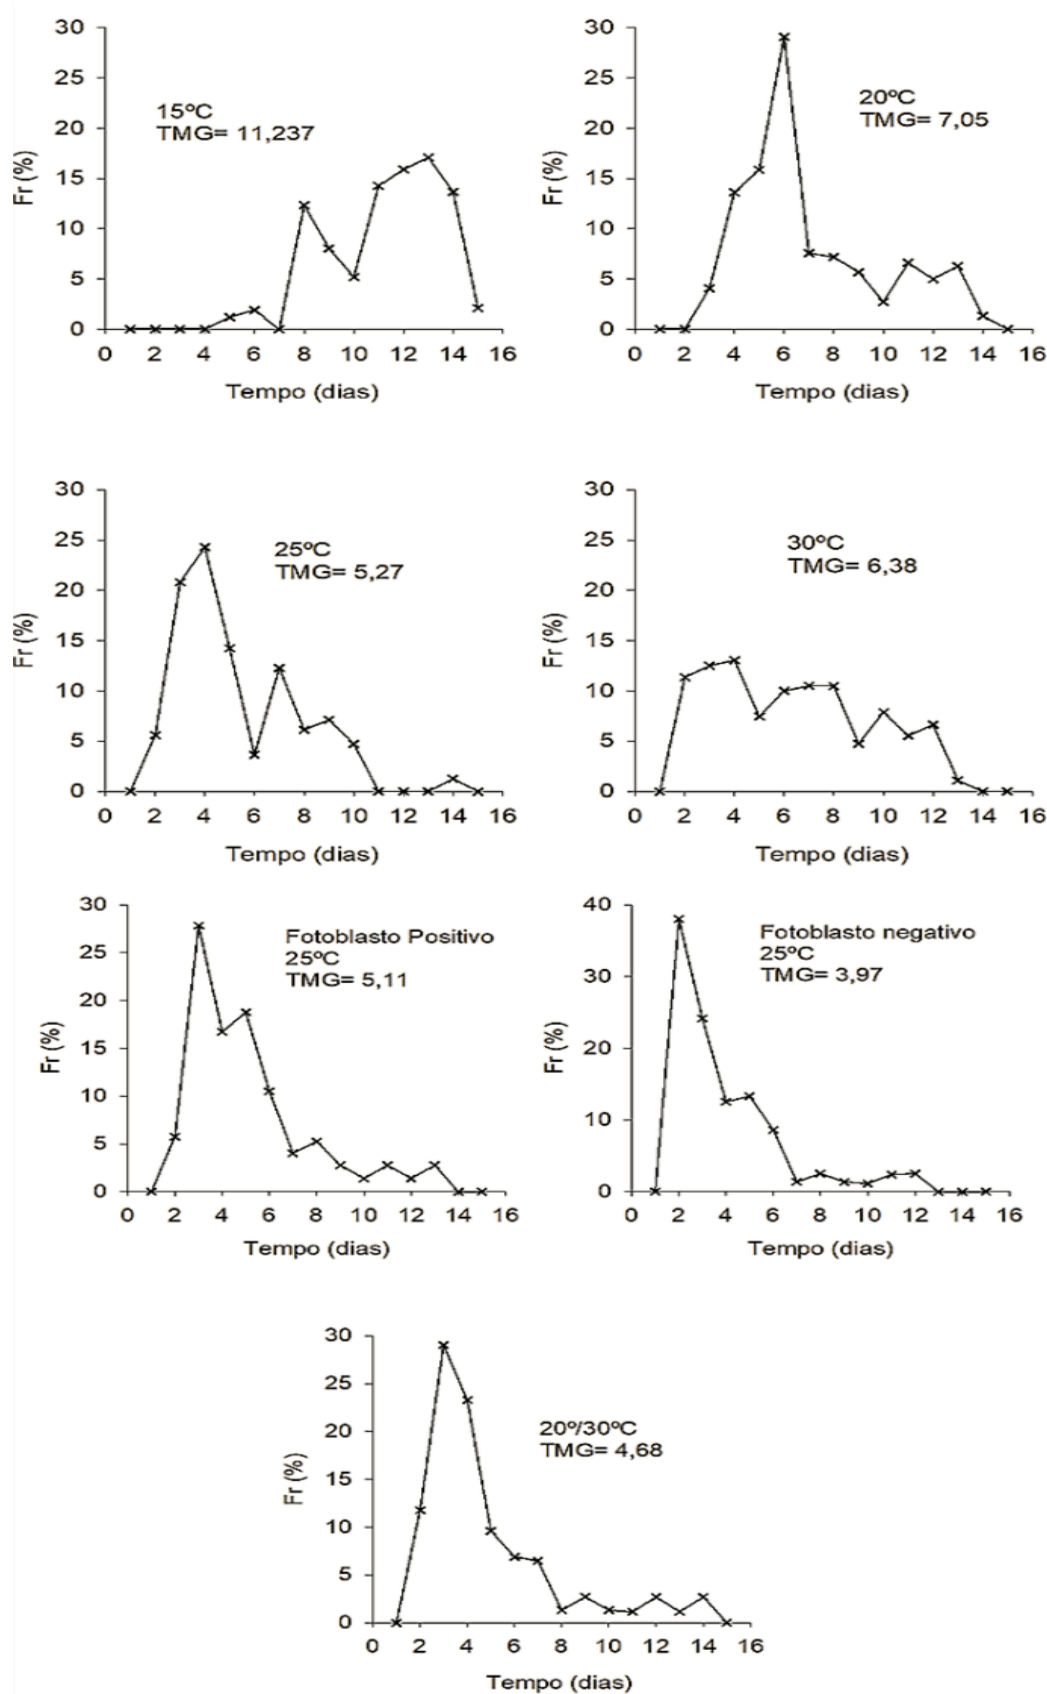 30
25
20
15
10
5
0
Fr (%)
15ºC
TMG= 11,237
0 2 4 6 8 10 12 14 16
Tempo (dias)
30
25
20
15
10
5
0
Fr (%)
20ºC
TMG= 7,05
0 2 4 6 8 10 12 14 16
Tempo (dias)
30
25
20
15
10
5
0
Fr (%)
25ºC
TMG= 5,27
0 2 4 6 8 10 12 14 16
Tempo (dias)
30
25
20
15
10
5
0
Fr (%)
30ºC
TMG= 6,38
0 2 4 6 8 10 12 14 16
Tempo (dias)
30
25
20
15
10
5
0
Fr (%)
Fotoblasto Positivo
25ºC
TMG= 5,11
0 2 4 6 8 10 12 14 16
Tempo (dias)
40
30
20
10
0
Fr (%)
Fotoblasto negativo
25ºC
TMG= 3,97
0 2 4 6 8 10 12 14 16
Tempo (dias)
30
25
20
15
10
5
0
Fr (%)
20º/30ºC
TMG= 4,68
0 2 4 6 8 10 12 14 16
Tempo (dias)